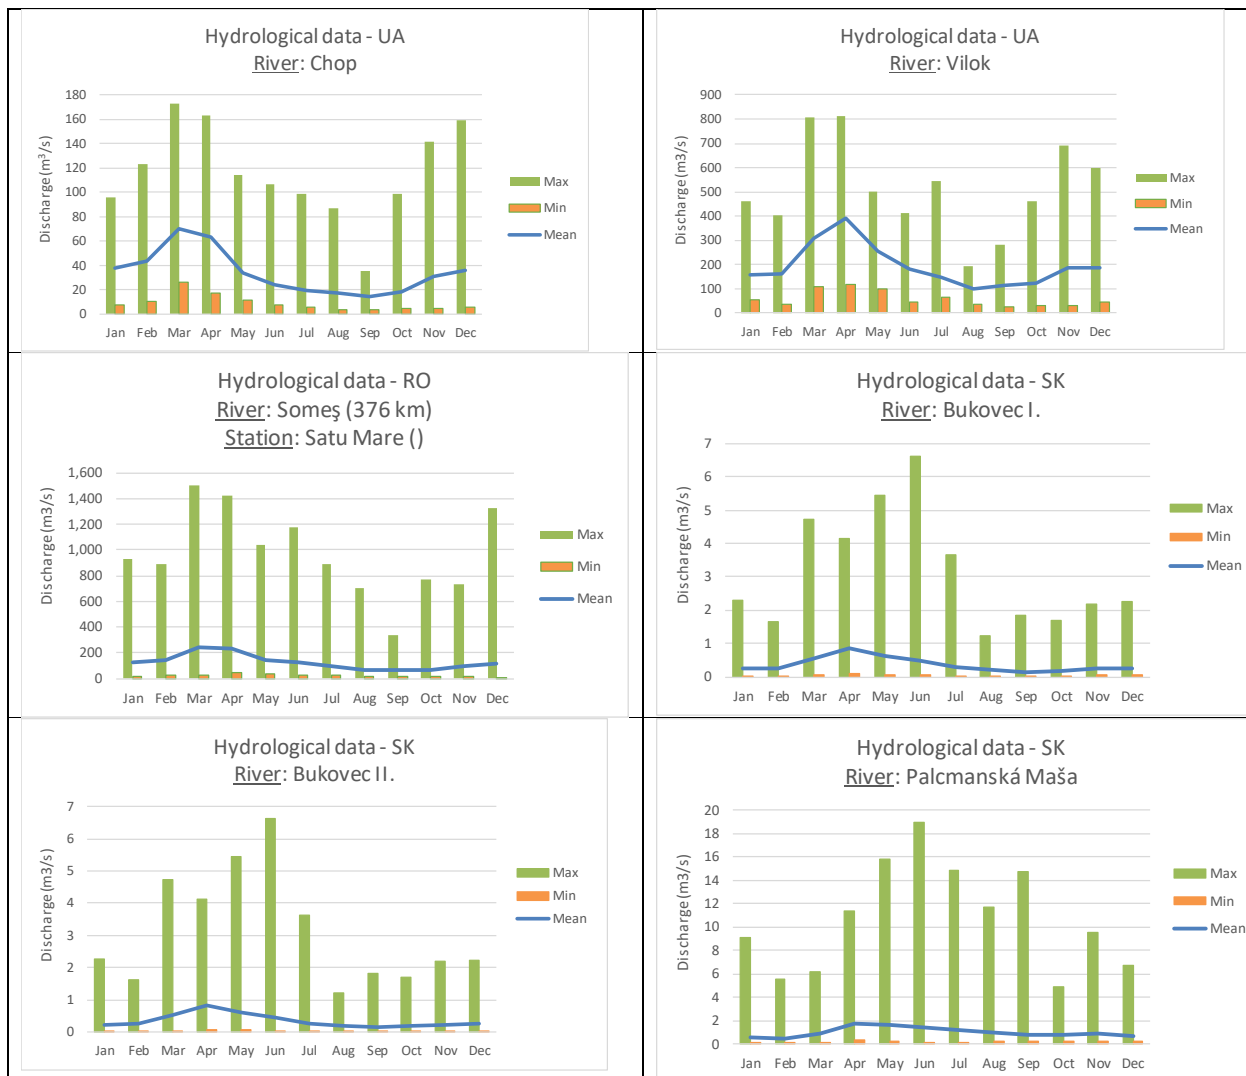 Hydrological data - UA
River: Chop
Discharge (m³/s)
180
160
140
120
100
80
60
40
20
0
Jan Feb Mar Apr May Jun Jul Aug Sep Oct Nov Dec
Max
Min
Mean
Hydrological data - UA
River: Vilok
Discharge (m3/s)
900
800
700
600
500
400
300
200
100
0
Jan Feb Mar Apr May Jun Jul Aug Sep Oct Nov Dec
Max
Min
Mean
Hydrological data - RO
River: Someş (376 km)
Station: Satu Mare ()
Discharge (m3/s)
1,600
1,400
1,200
1,000
800
600
400
200
0
Jan Feb Mar Apr May Jun Jul Aug Sep Oct Nov Dec
Max
Min
Mean
Hydrological data - SK
River: Bukovec I.
Discharge (m3/s)
7
6
5
4
3
2
1
0
Jan Feb Mar Apr May Jun Jul Aug Sep Oct Nov Dec
Max
Min
Mean
Hydrological data - SK
River: Bukovec II.
Discharge (m3/s)
7
6
5
4
3
2
1
0
Jan Feb Mar Apr May Jun Jul Aug Sep Oct Nov Dec
Max
Min
Mean
Hydrological data - SK
River: Palcmanská Maša
Discharge (m3/s)
20
18
16
14
12
10
8
6
4
2
0
Jan Feb Mar Apr May Jun Jul Aug Sep Oct Nov Dec
Max
Min
Mean